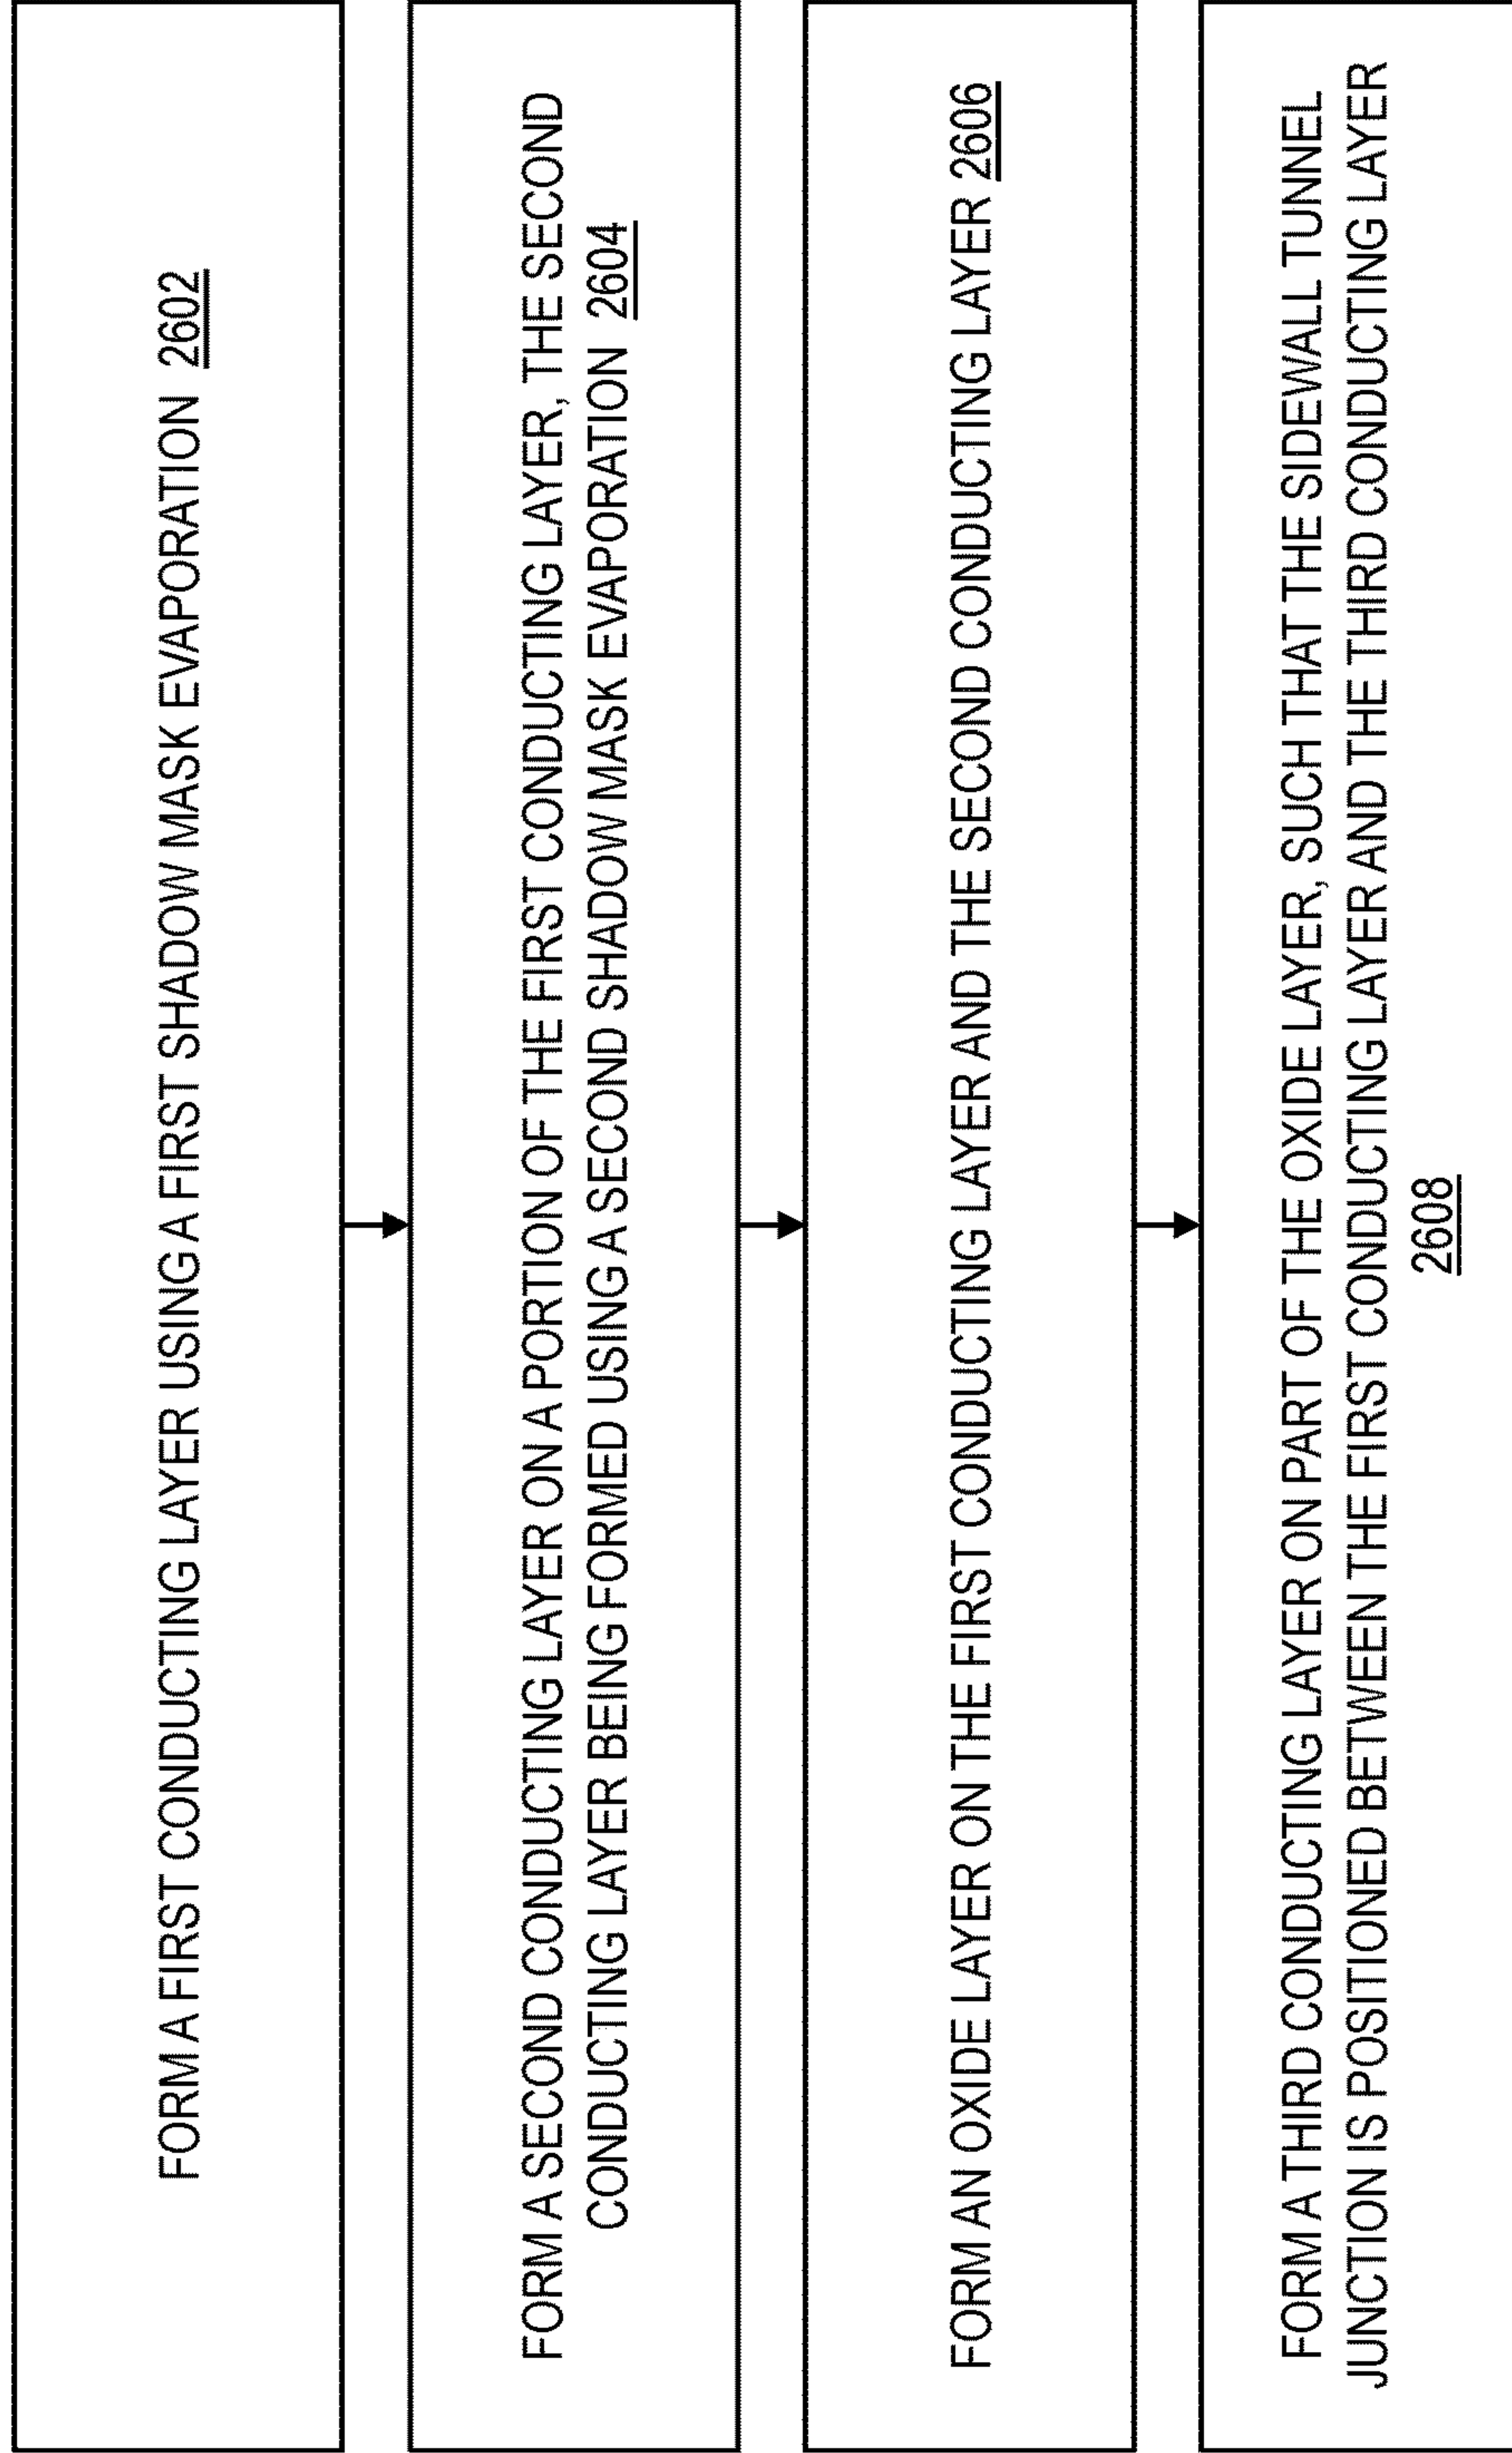 FORM A FIRST CONDUCTING LAYER USING A FIRST SHADOW MASK EVAPORATION 2602
FORM A SECOND CONDUCTING LAYER ON A PORTION OF THE FIRST CONDUCTING LAYER, THE SECOND
CONDUCTING LAYER BEING FORMED USING A SECOND SHADOW MASK EVAPORATION 2604
FORM AN OXIDE LAYER ON THE FIRST CONDUCTING LAYER AND THE SECOND CONDUCTING LAYER 2606
FORM A THIRD CONDUCTING LAYER ON PART OF THE OXIDE LAYER, SUCH THAT THE SIDEWALL TUNNEL
JUNCTION IS POSITIONED BETWEEN THE FIRST CONDUCTING LAYER AND THE THIRD CONDUCTING LAYER
2608